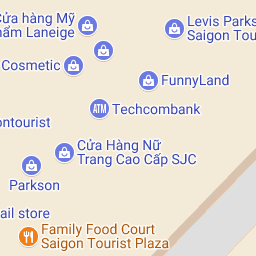 Cửa hàng Mỹ
phẩm Laneige
Levis Parks
Saigon Tou
Cosmetic
FunnyLand
ATM
Techcombank
ontourist
Cửa Hàng Nữ
Trang Cao Cấp SJC
Parkson
ail store
Family Food Court
Saigon Tourist Plaza